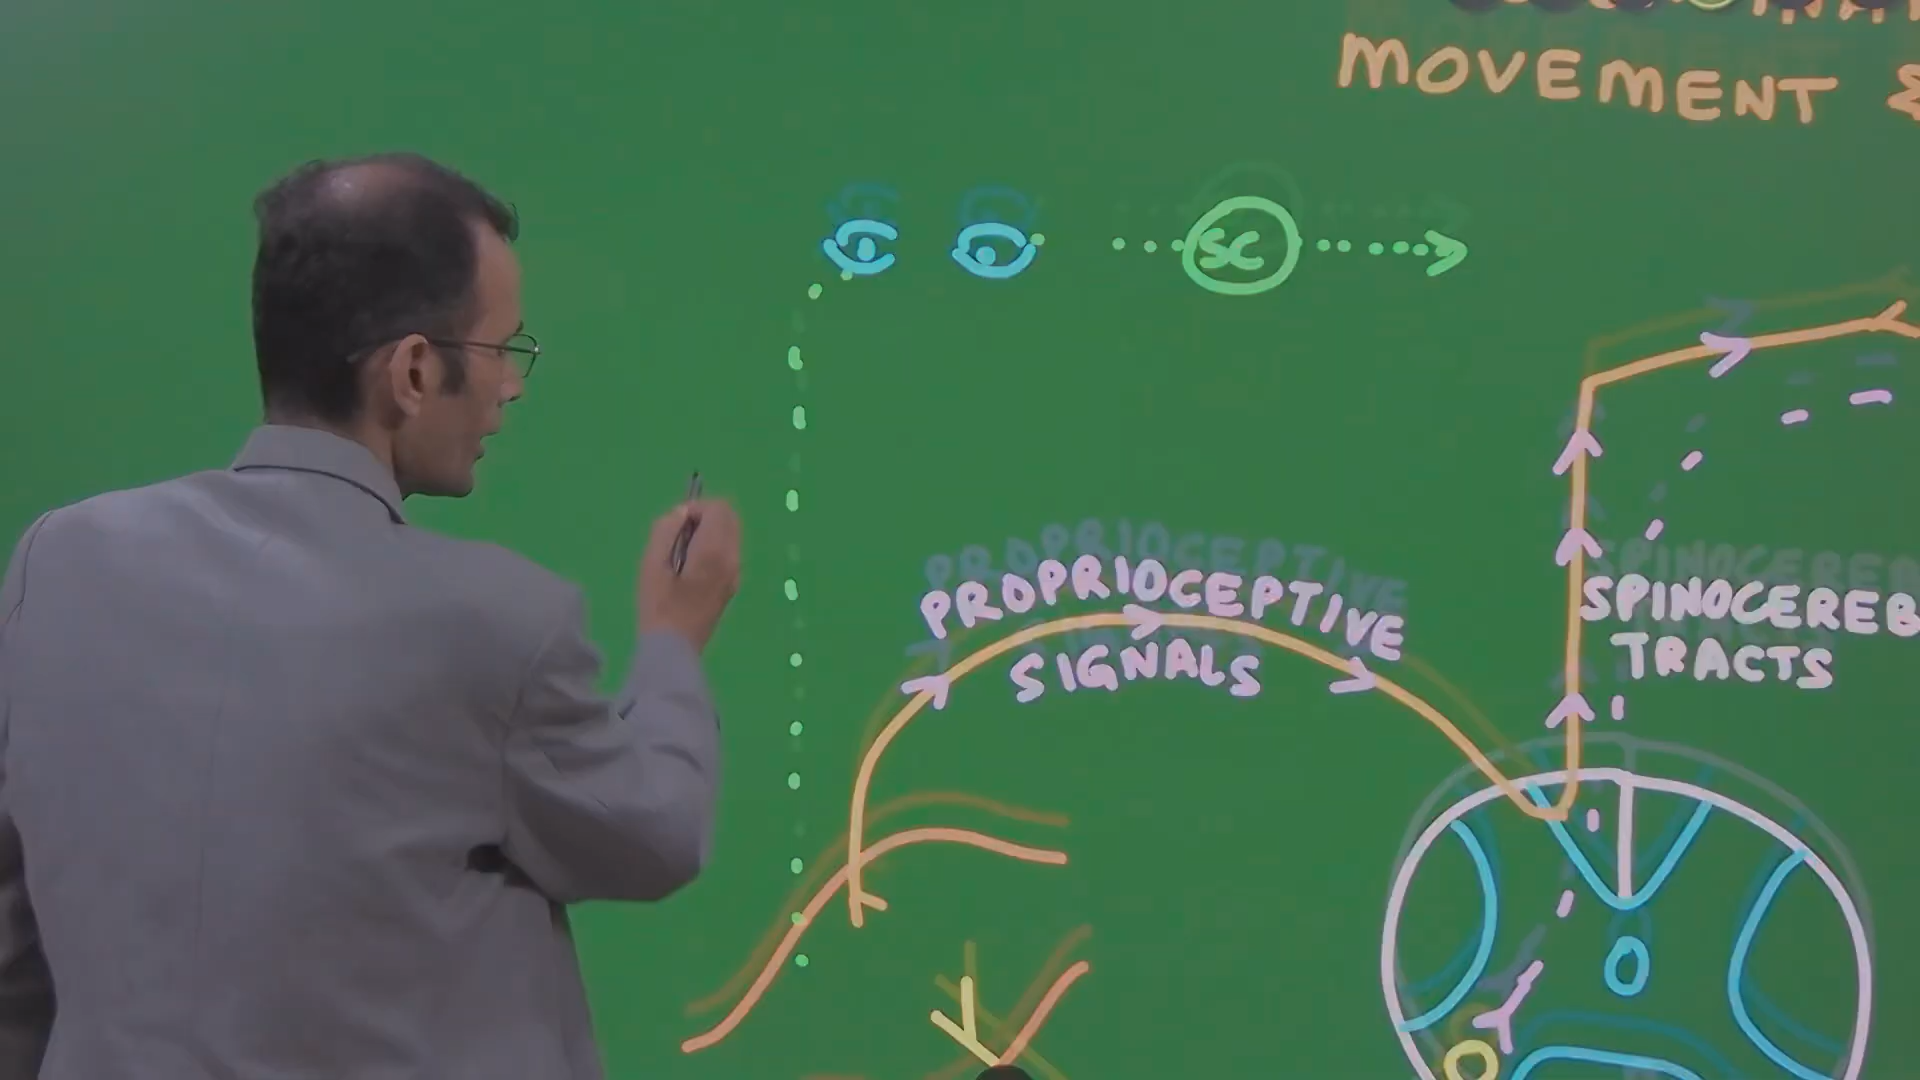 MOVEMENT &
SC
PROPRIOCEPTIVE
SIGNALS
SPINOCEREB
TRACTS